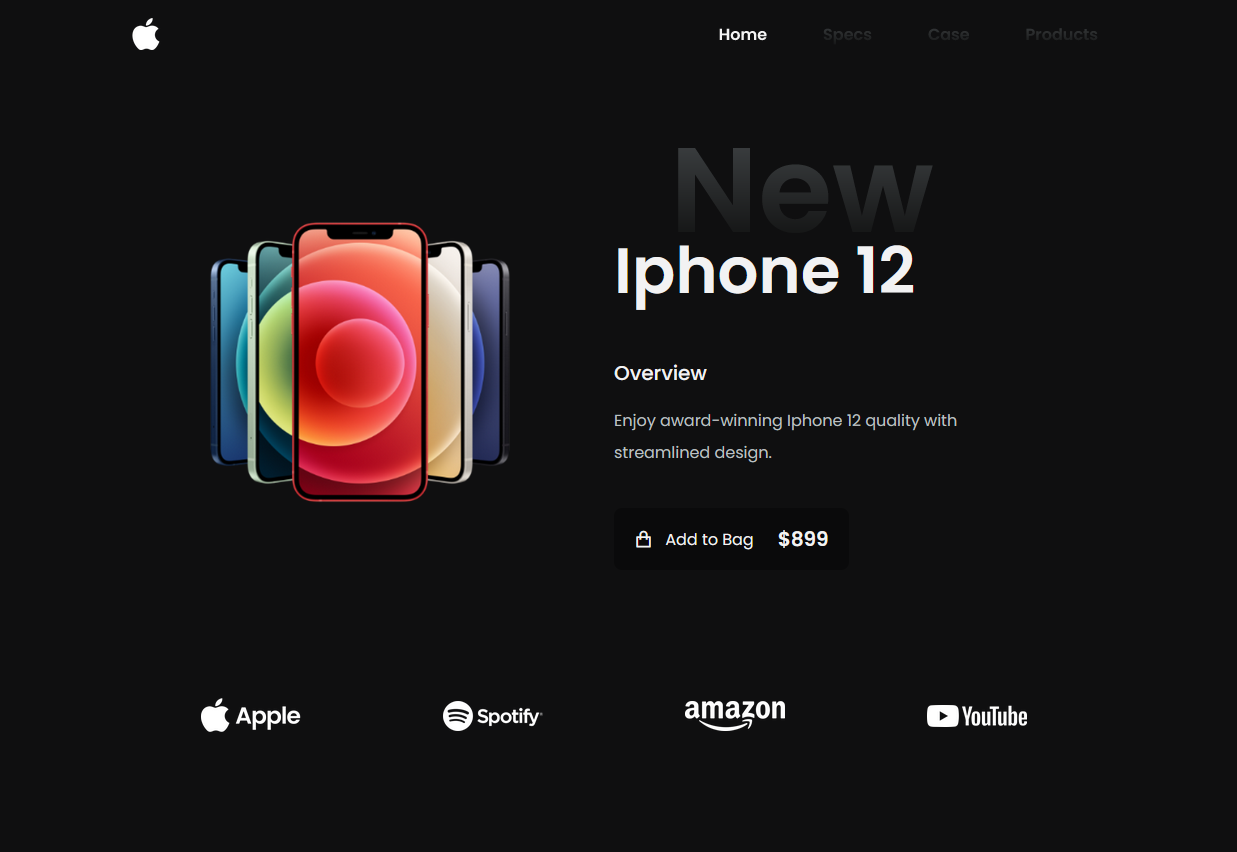 Home Specs Case Products
New
Iphone 12
Overview
Enjoy award-winning Iphone 12 quality with
streamlined design.
Add to Bag $899
Apple Spotify amazon YouTube